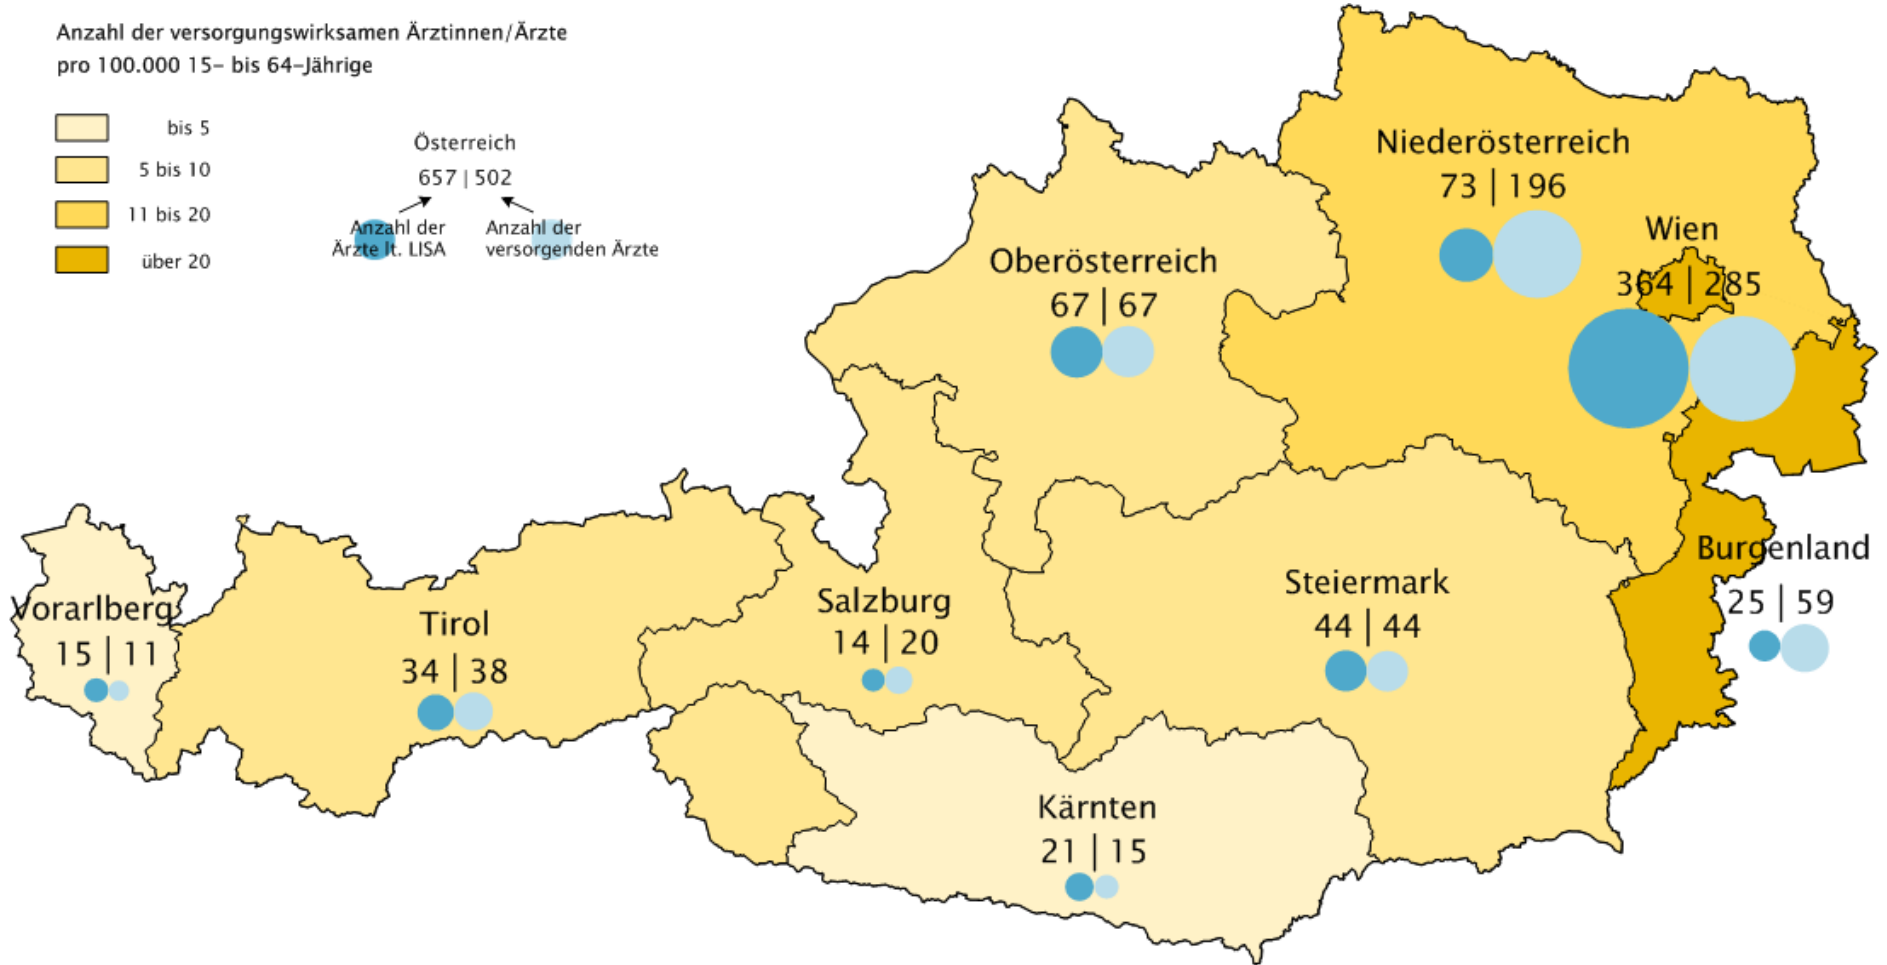 Anzahl der versorgungswirksamen Ärztinnen/Ärzte
pro 100.000 15- bis 64-Jährige
bis 5
5 bis 10
11 bis 20
über 20
Österreich
657 | 502
Anzahl der
Ärzte lt. LISA
Anzahl der
versorgenden Ärzte
Niederösterreich
73 | 196
Wien
364 | 285
Oberösterreich
67 | 67
Burgenland
25 | 59
Steiermark
44 | 44
Salzburg
14 | 20
Vorarlberg
15 | 11
Tirol
34 | 38
Kärnten
21 | 15